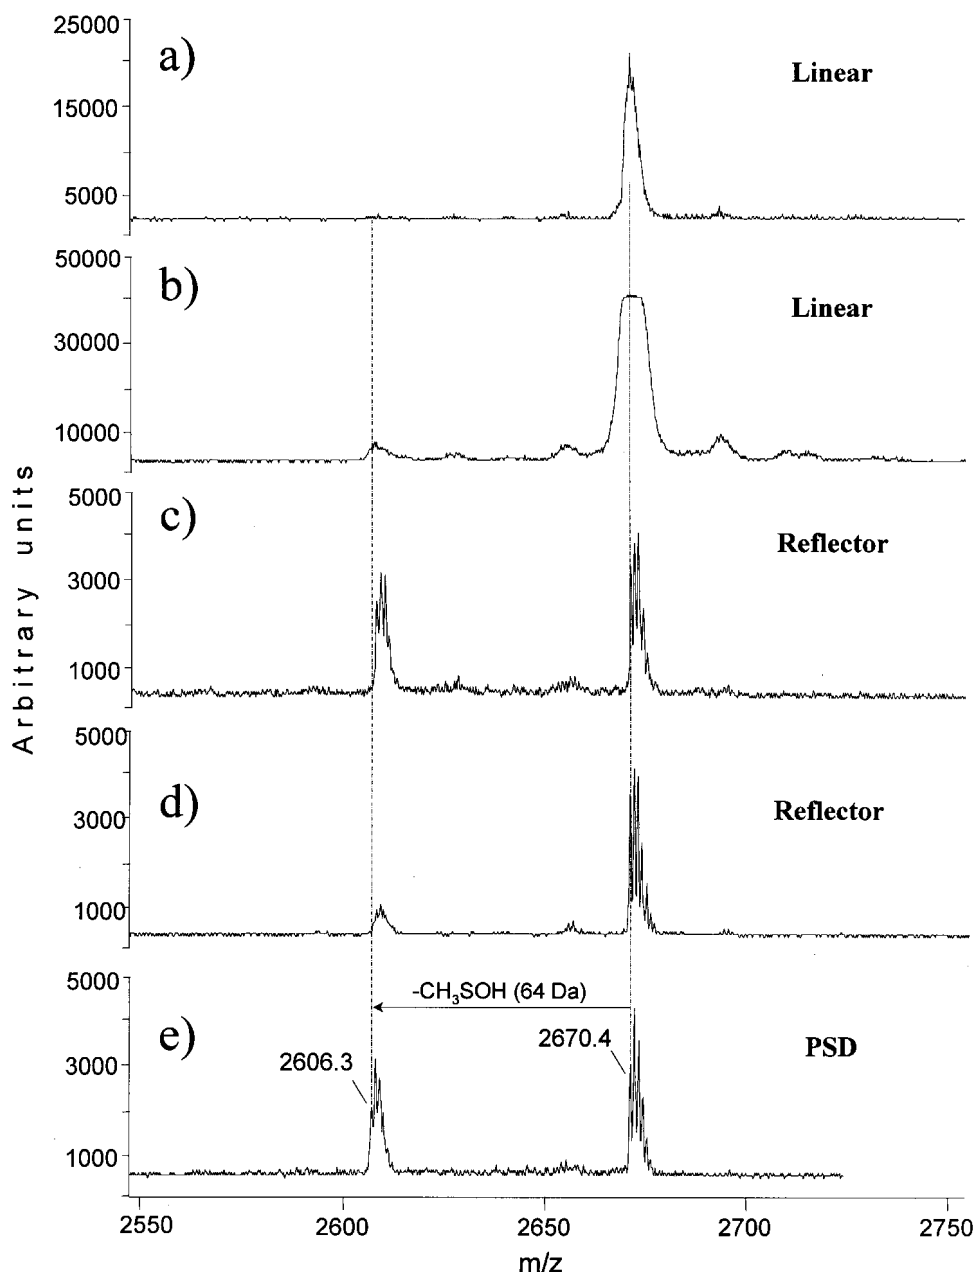 25000
a)
Linear
15000
5000
50000
b)
Linear
30000
10000
5000
c)
Reflector
3000
1000
5000
d)
Reflector
3000
1000
5000
-CH₃SOH (64 Da)
e)
2670.4
PSD
2606.3
3000
1000
2550 2600 2650 2700 2750
m/z
Arbitrary units